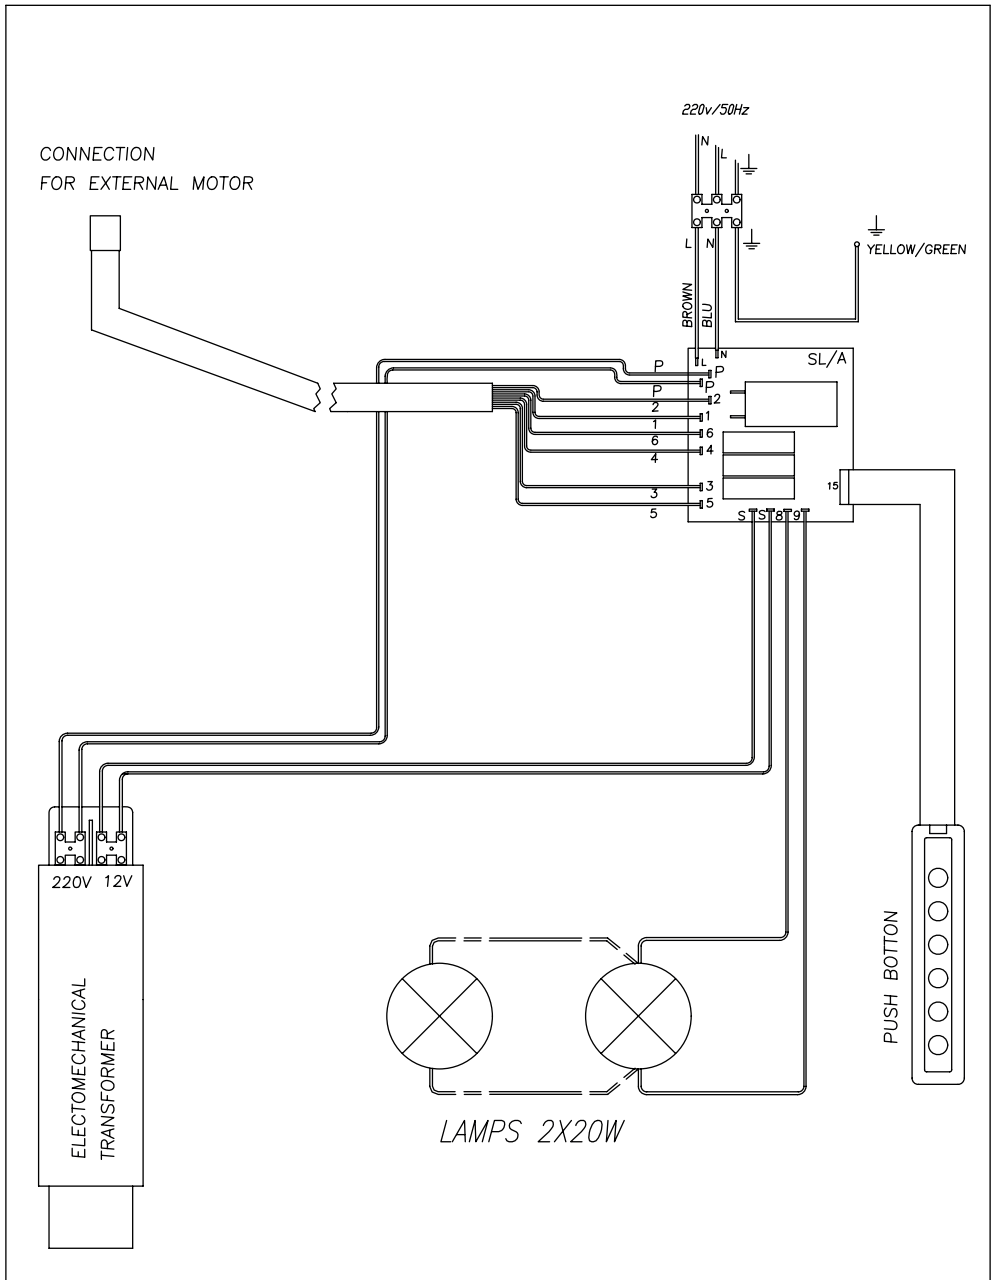 220v/50Hz
N
L
CONNECTION
FOR EXTERNAL MOTOR
L
N
YELLOW/GREEN
BROWN
BLU
L
N
SL/A
P
P
P
P
2
2
1
1
6
6
4
4
3
3
15
5
5
S
S
8
9
220V
12V
ELECTOMECHANICAL
TRANSFORMER
PUSH BOTTON
LAMPS 2X20W